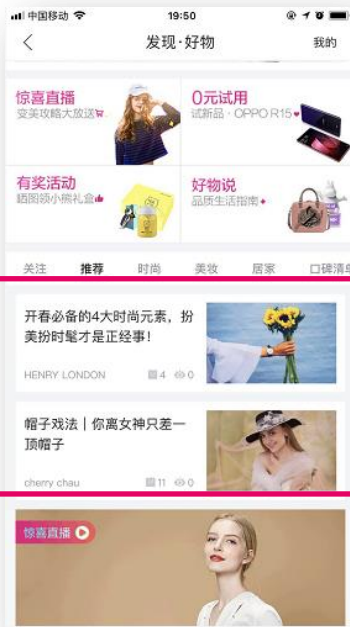 中国移动 19:50
发现·好物 我的
惊喜直播 0元试用
变美攻略大放送 试新品·OPPO R15
有奖活动 好物说
晒图领小熊礼盒 品质生活指南
关注 推荐 时尚 美妆 居家 口碑清单
开春必备的4大时尚元素，扮
美扮时髦才是正经事！
HENRY LONDON 4 0
帽子戏法｜你离女神只差一
顶帽子
cherry chau 11 0
惊喜直播